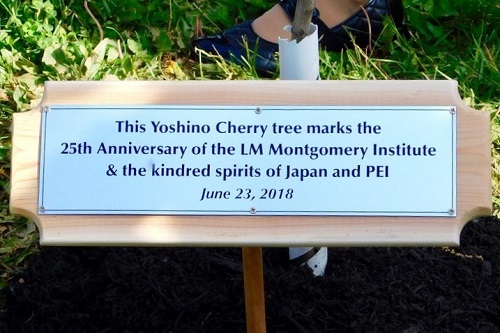 This Yoshino Cherry tree marks the
25th Anniversary of the LM Montgomery Institute
& the kindred spirits of Japan and PEI
June 23, 2018